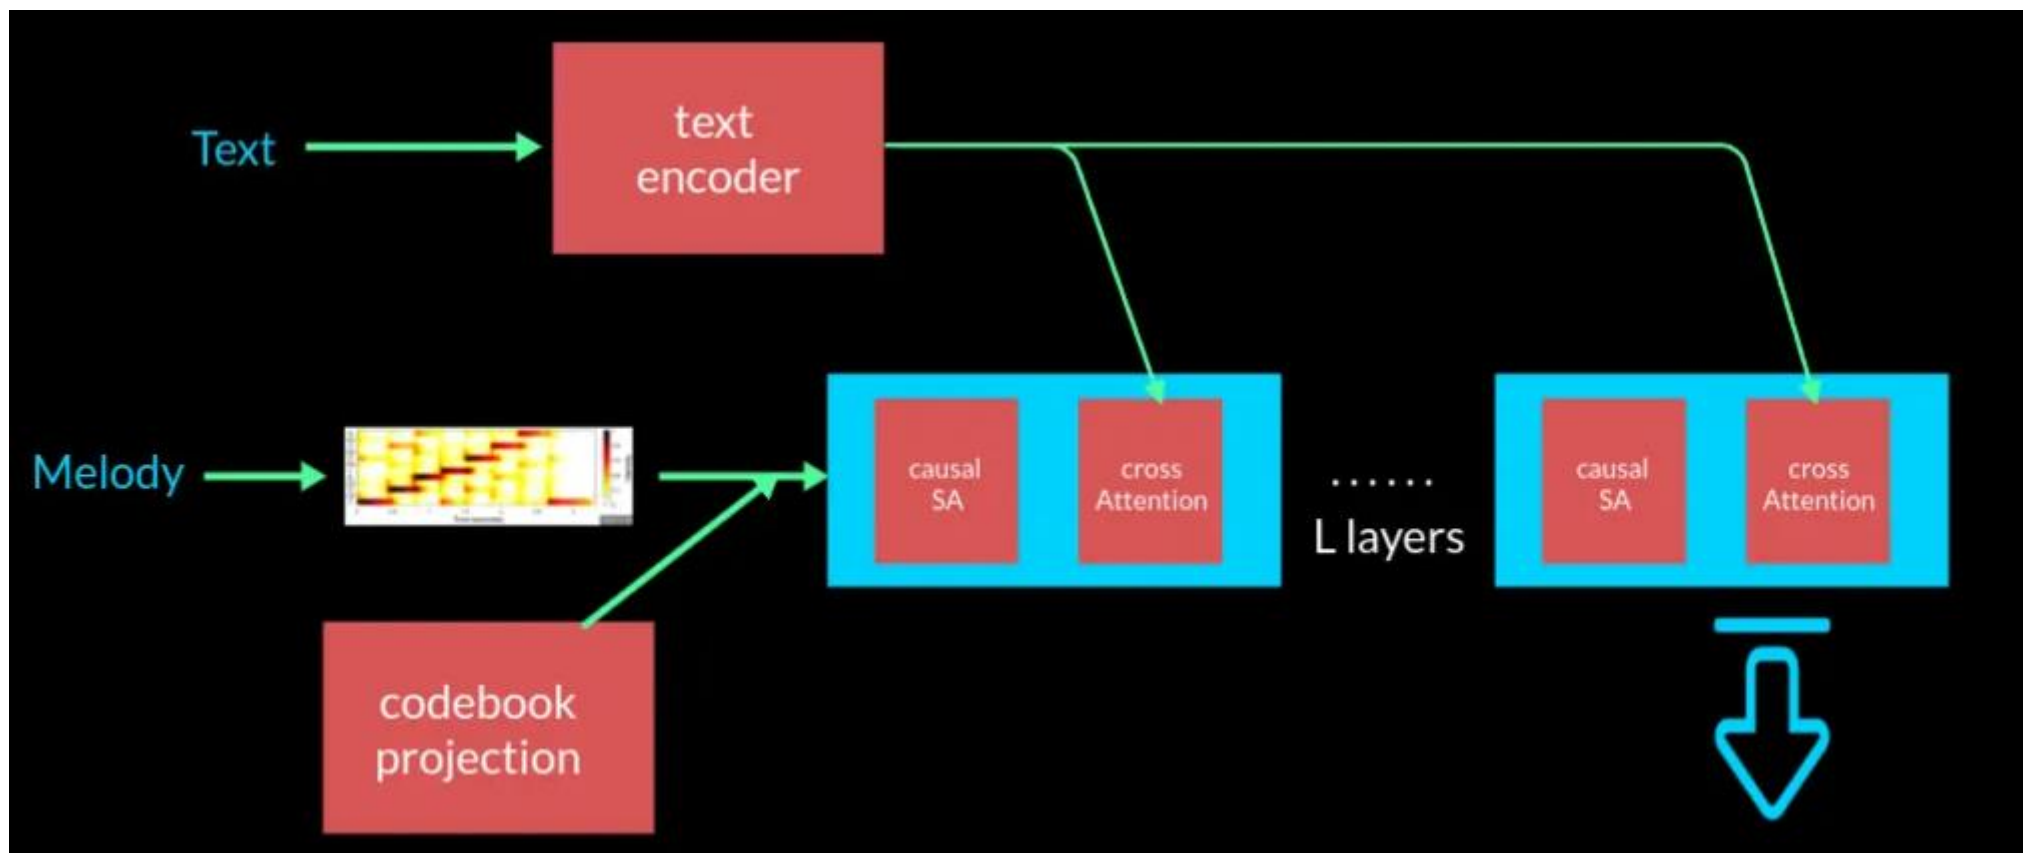 text
encoder
Text
Melody
causal
SA
cross
Attention
......
L layers
causal
SA
cross
Attention
codebook
projection